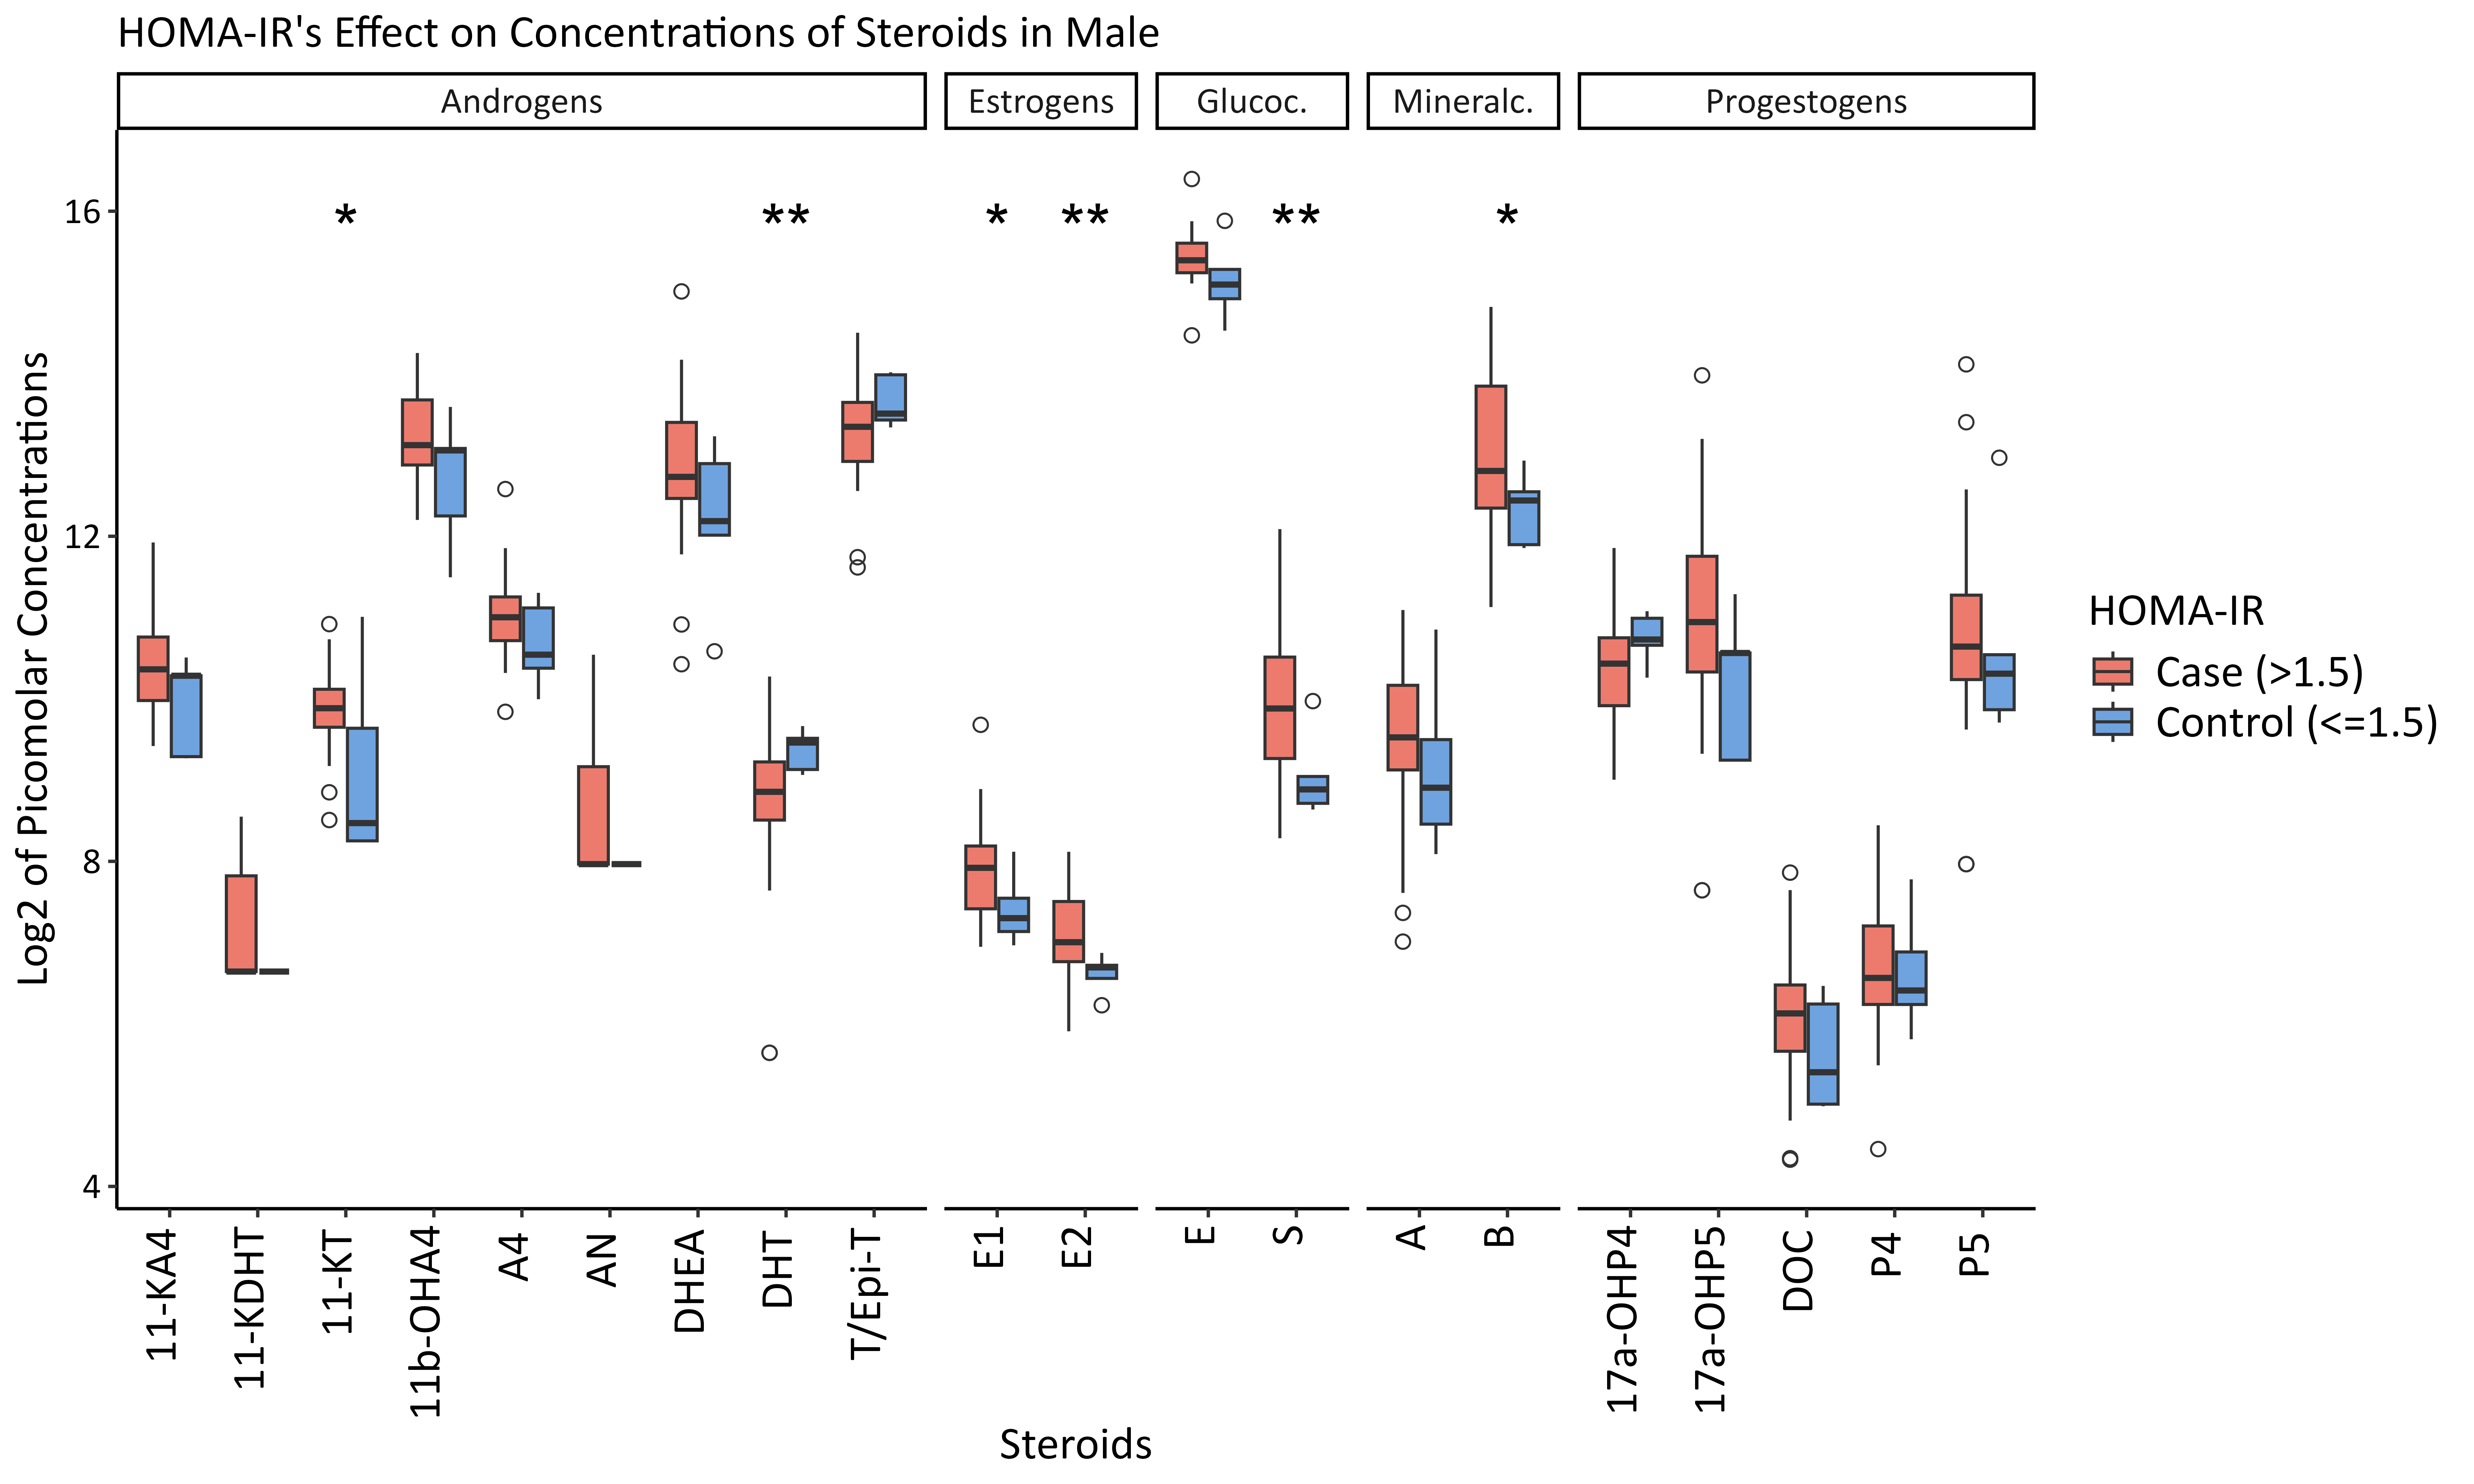 HOMA-IR's Effect on Concentrations of Steroids in Male
Androgens
Estrogens
Glucoc.
Mineralc.
Progestogens
Log2 of Picomolar Concentrations
16
12
8
4
*
**
*
**
**
*
11-KA4
11-KDHT
11-KT
11b-OHA4
A4
AN
DHEA
DHT
T/Epi-T
E1
E2
E
S
A
B
17a-OHP4
17a-OHP5
DOC
P4
P5
Steroids
HOMA-IR
Case (>1.5)
Control (<=1.5)